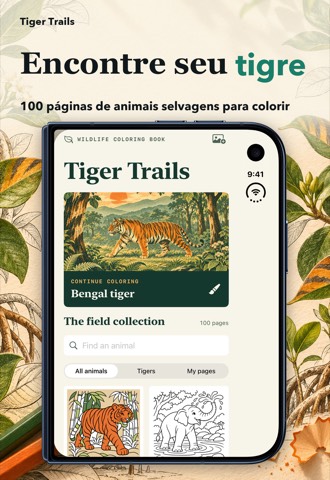 Tiger Trails
Encontre seu tigre
100 páginas de animais selvagens para colorir
WILDLIFE COLORING BOOK
9:41
Tiger Trails
CONTINUE COLORING
Bengal tiger
The field collection 100 pages
Find an animal
All animals Tigers My pages